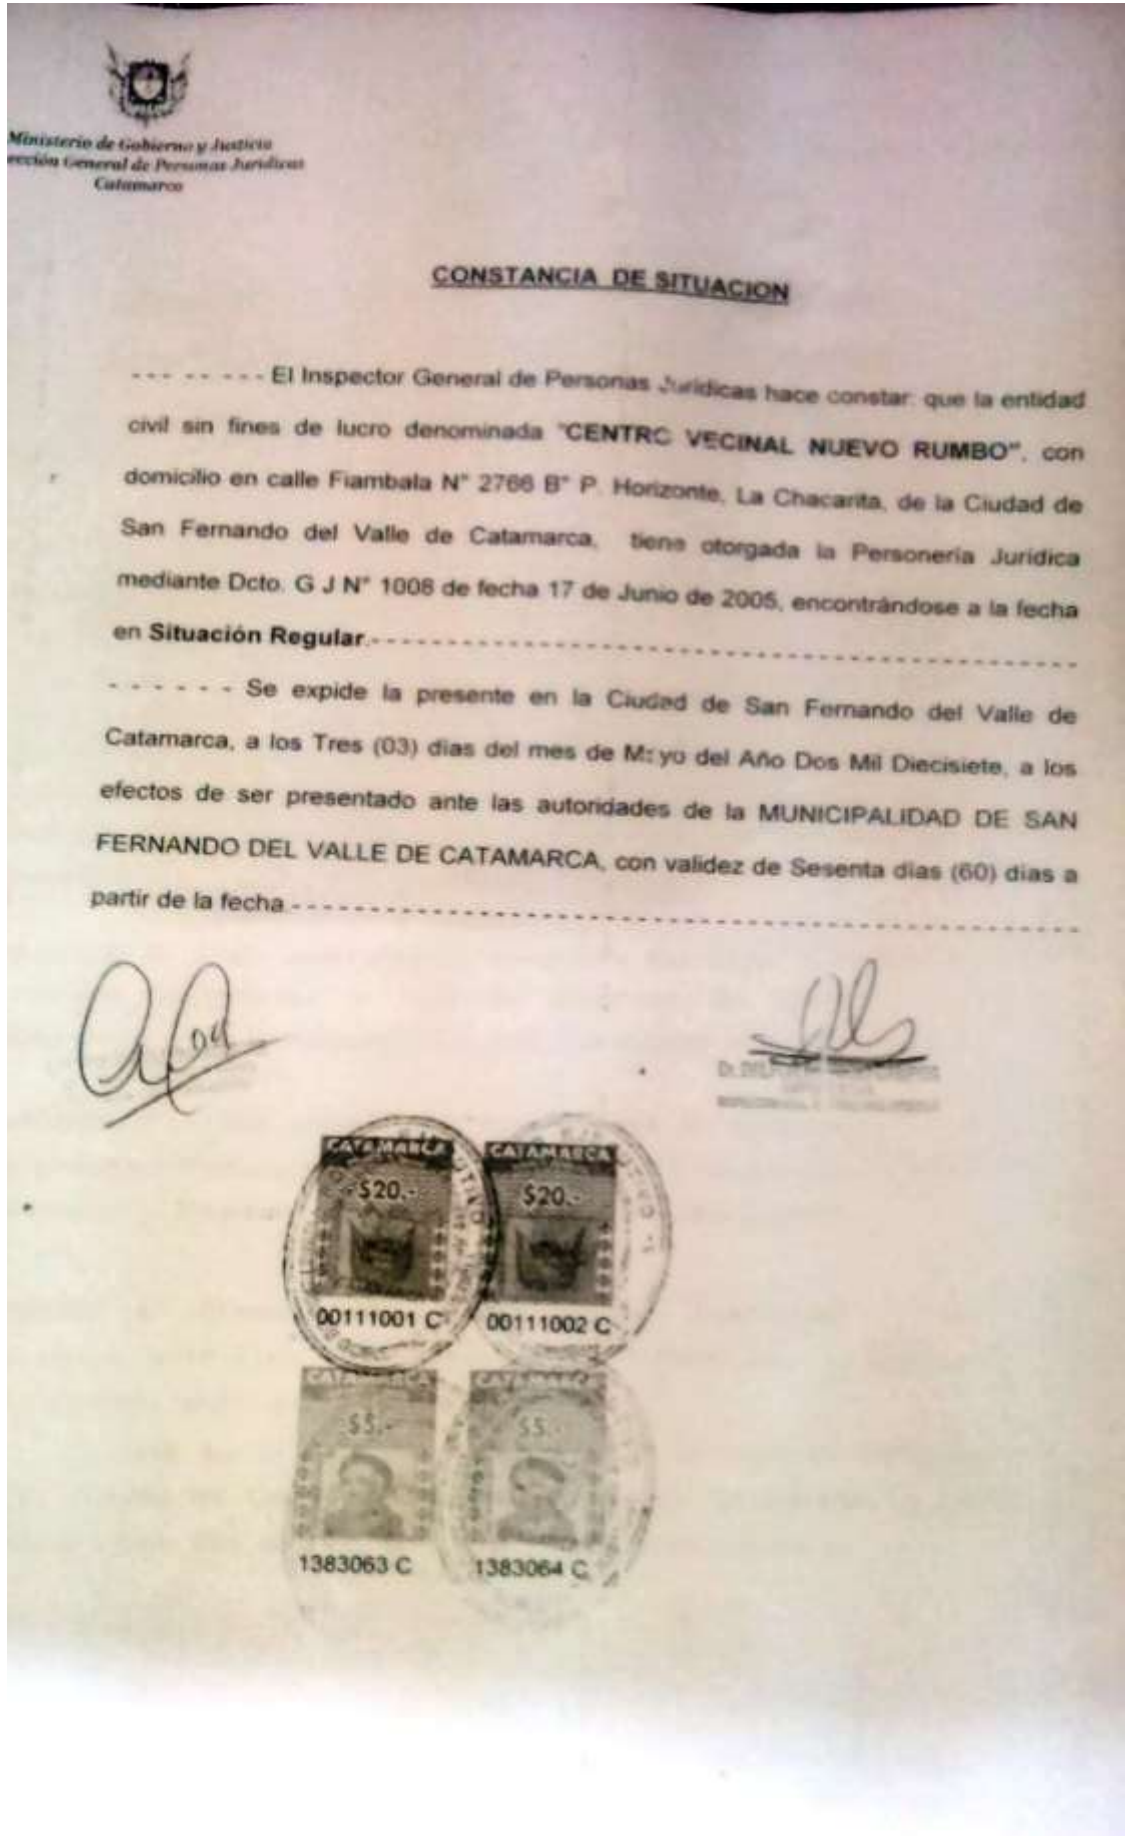 Ministerio de Gobierno y Justicia
ección General de Personas Jurídicas
Catamarca
CONSTANCIA DE SITUACION
- - - - - - - - El Inspector General de Personas Jurídicas hace constar: que la entidad
civil sin fines de lucro denominada "CENTRO VECINAL NUEVO RUMBO", con
domicilio en calle Fiambala N° 2766 B° P. Horizonte, La Chacarita, de la Ciudad de
San Fernando del Valle de Catamarca, tiene otorgada la Personería Jurídica
mediante Dcto. G J N° 1008 de fecha 17 de Junio de 2005, encontrándose a la fecha
en Situación Regular.- - - - - - - - - - - - - - - - - - - - - - - - - - - - - - - - - - - - - - - -
- - - - - - Se expide la presente en la Ciudad de San Fernando del Valle de
Catamarca, a los Tres (03) días del mes de Mayo del Año Dos Mil Diecisiete, a los
efectos de ser presentado ante las autoridades de la MUNICIPALIDAD DE SAN
FERNANDO DEL VALLE DE CATAMARCA, con validez de Sesenta días (60) días a
partir de la fecha.- - - - - - - - - - - - - - - - - - - - - - - - - - - - - - - - - - - - - - - - - - - -
Dr.
CATAMARCA CATAMARCA
$20.- $20.-
00111001 C 00111002 C
CATAMARCA CATAMARCA
$5.- $5.-
1383063 C 1383064 C